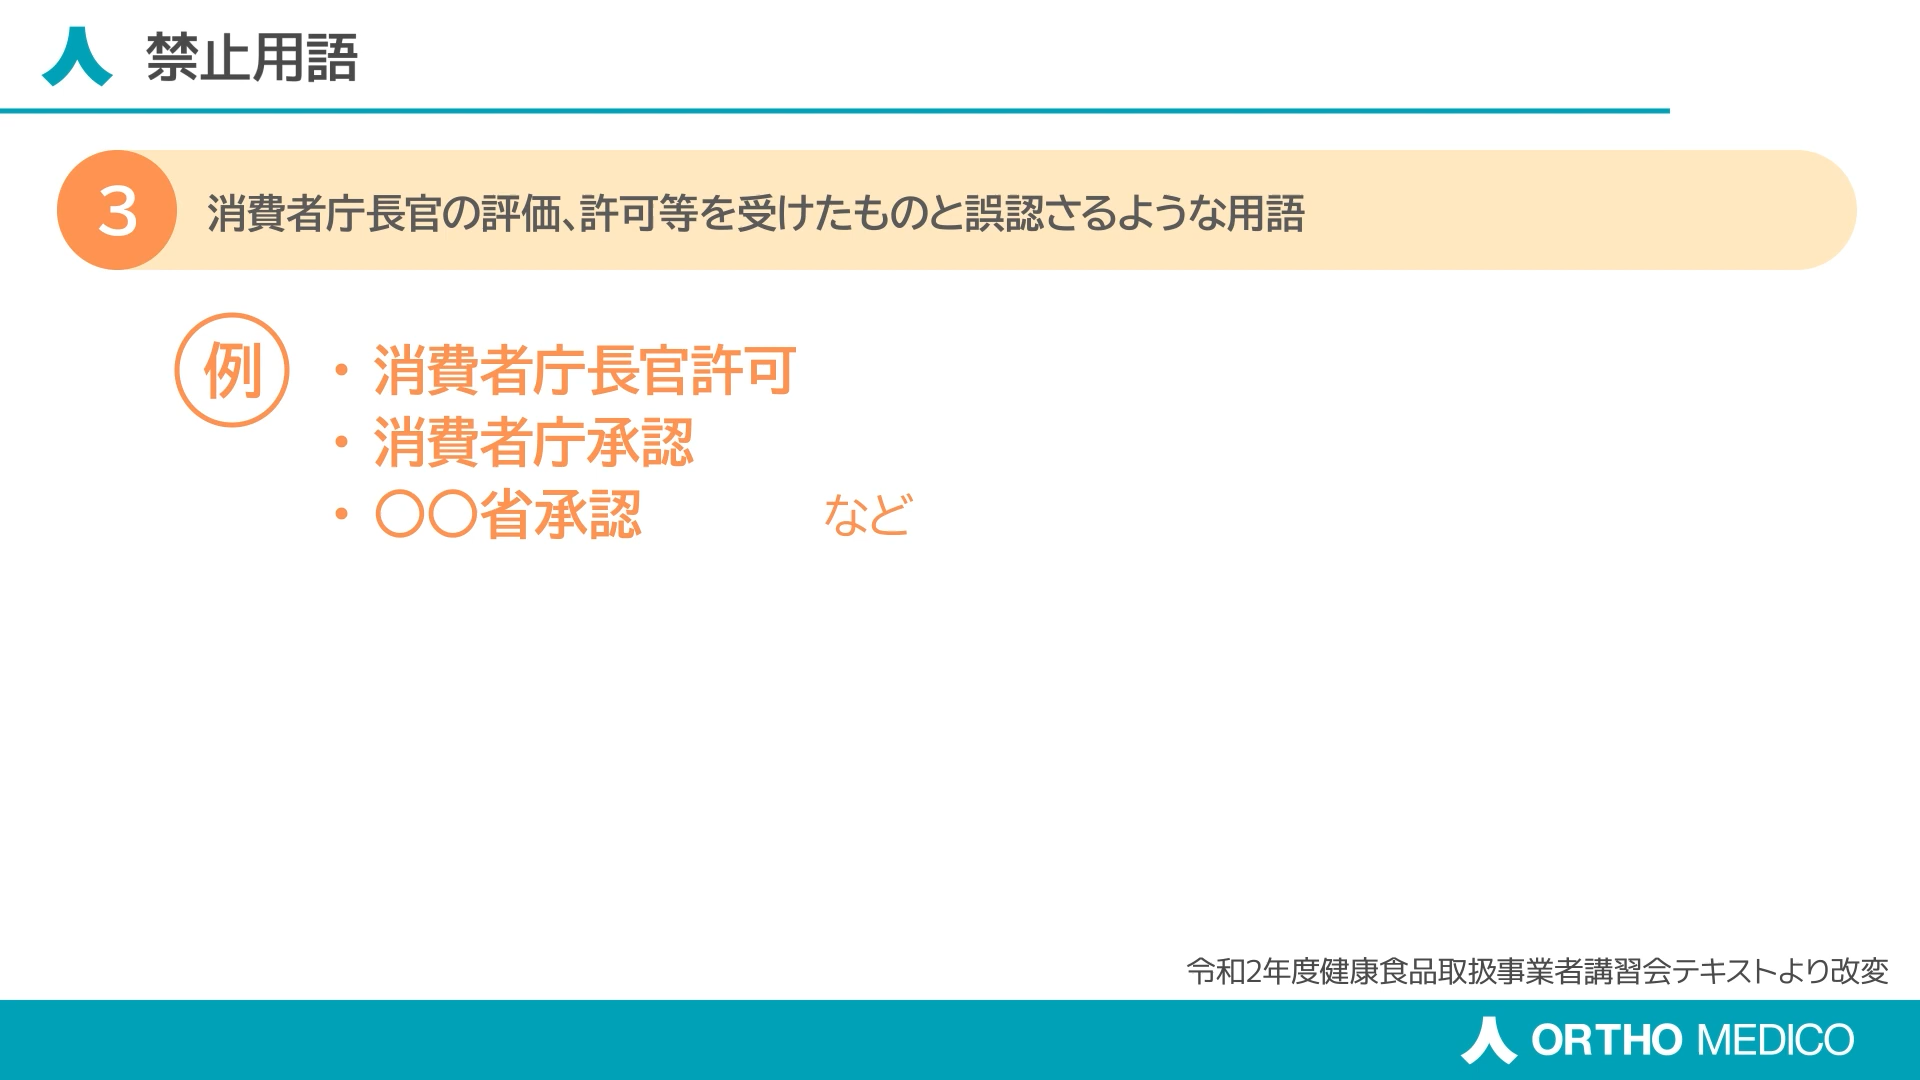 禁止用語
3
消費者庁長官の評価、許可等を受けたものと誤認さるような用語
例
・消費者庁長官許可
・消費者庁承認
・〇〇省承認 など
令和2年度健康食品取扱事業者講習会テキストより改変
ORTHO MEDICO